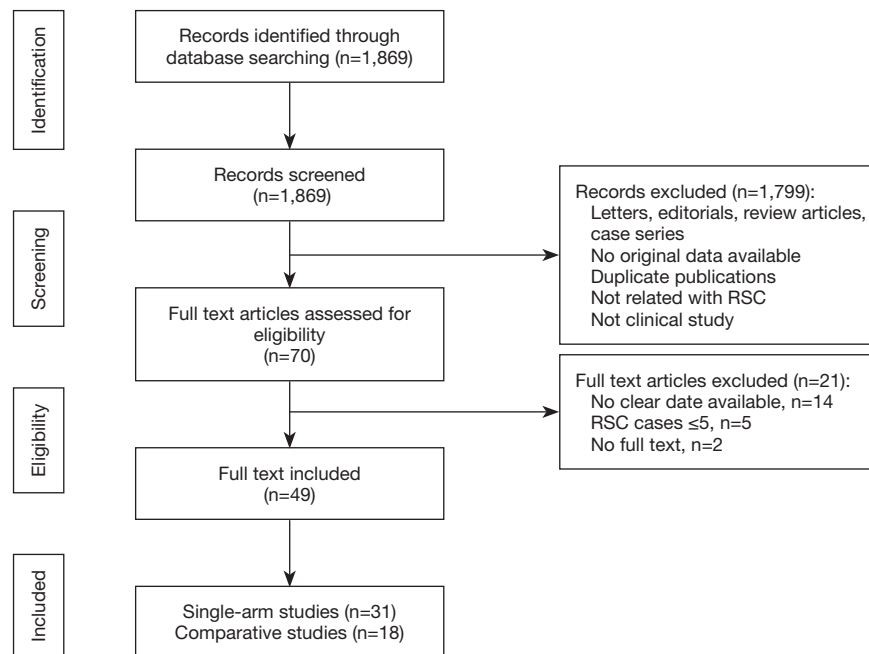 Identification
Records identified through
database searching (n=1,869)
Records screened
(n=1,869)
Records excluded (n=1,799):
Letters, editorials, review articles,
case series
No original data available
Duplicate publications
Not related with RSC
Not clinical study
Screening
Full text articles assessed for
eligibility
(n=70)
Full text articles excluded (n=21):
No clear date available, n=14
RSC cases ≤5, n=5
No full text, n=2
Eligibility
Full text included
(n=49)
Included
Single-arm studies (n=31)
Comparative studies (n=18)